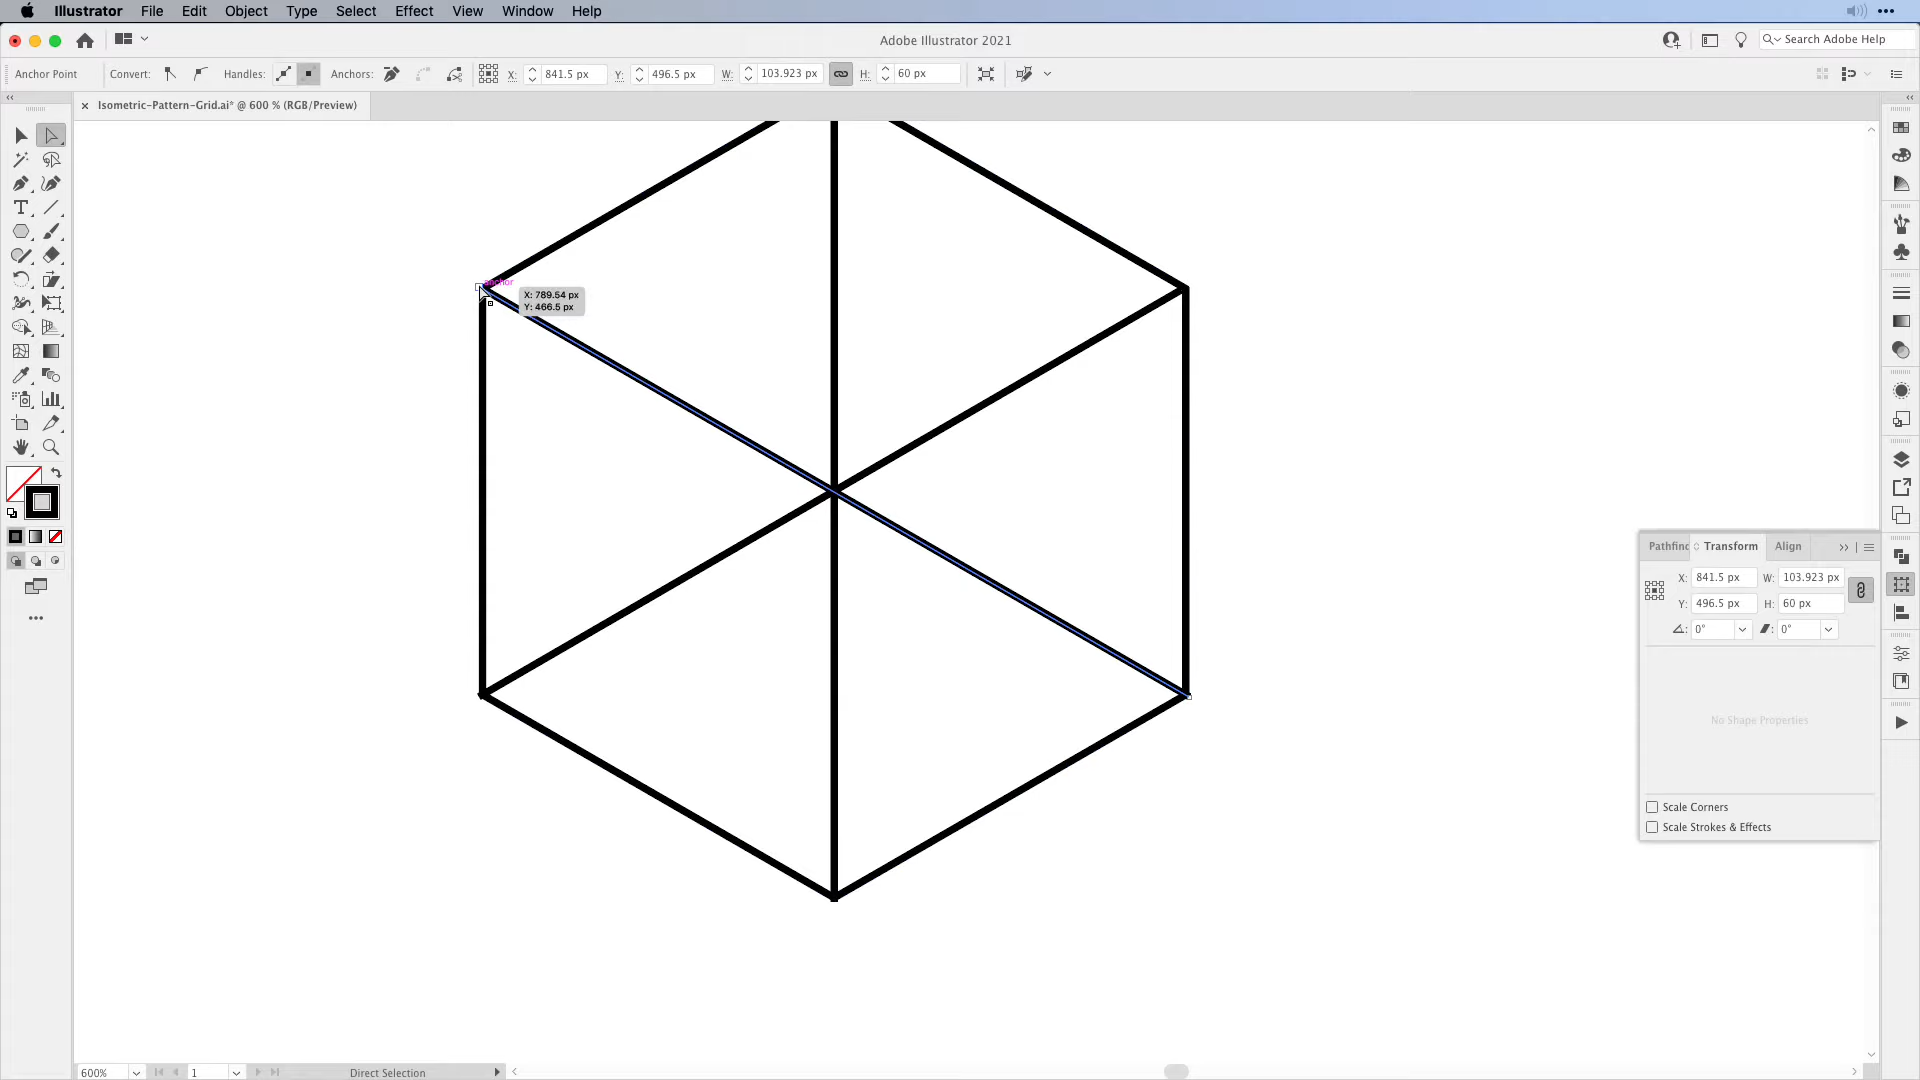 Illustrator File Edit Object Type Select Effect View Window Help
Adobe Illustrator 2021
Search Adobe Help
Anchor Point Convert: Handles: Anchors: X: 841.5 px Y: 496.5 px W: 103.923 px H: 60 px
× Isometric-Pattern-Grid.ai* @ 600 % (RGB/Preview)
anchor
X: 789.54 px
Y: 466.5 px
Pathfinc Transform Align
X: 841.5 px W: 103.923 px
Y: 496.5 px H: 60 px
0° 0°
No Shape Properties
Scale Corners
Scale Strokes & Effects
600% 1 Direct Selection